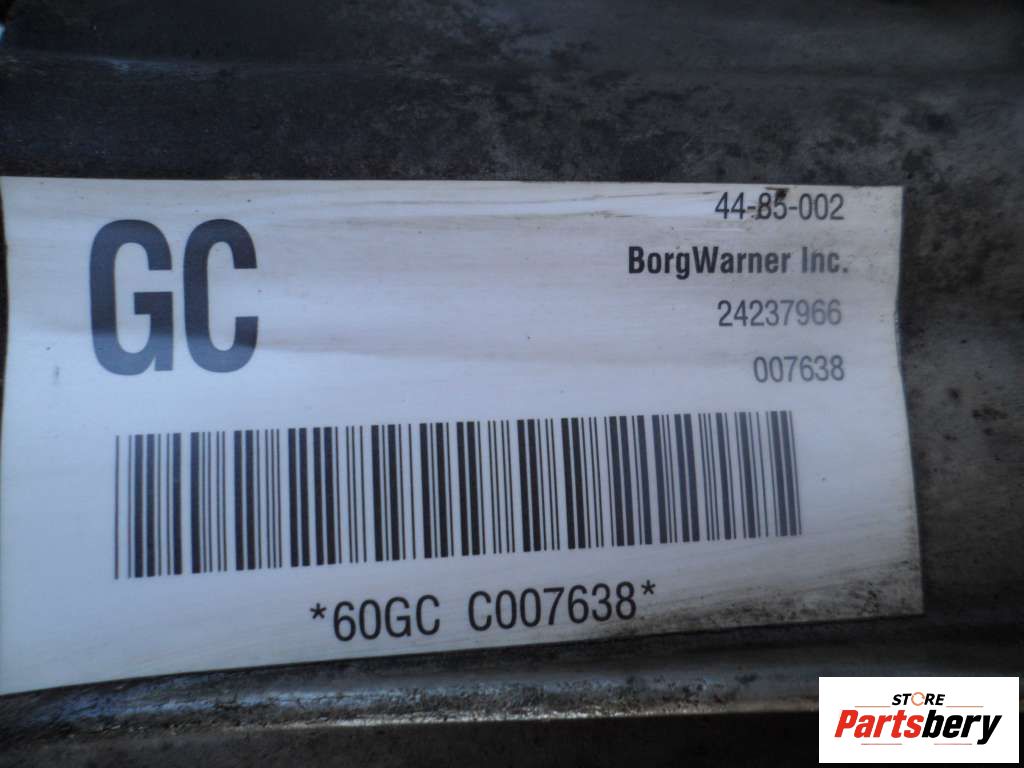 44-85-002
GC
BorgWarner Inc.
24237966
007638
*60GC C007638*
STORE
Partsbery